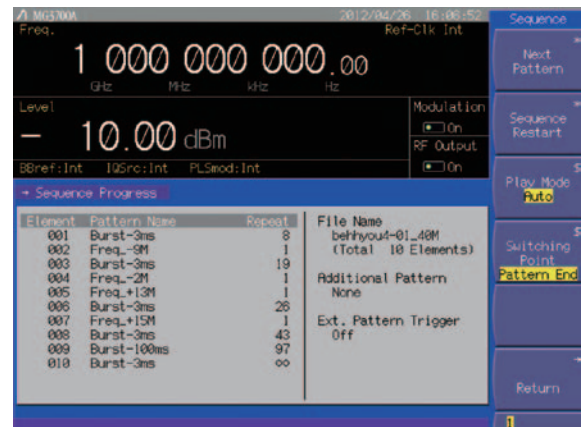 MG3700A
2012/04/26 16:06:52
Freq.
Ref-Clk Int
1 000 000 000.00
GHz MHz kHz Hz
Level
- 10.00 dBm
Modulation
On
RF Output
On
BBref:Int IQSrc:Int PLSmod:Int
→ Sequence Progress
Element Pattern Name Repeat
001 Burst-3ms 8
002 Freq_-9M 1
003 Burst-3ms 19
004 Freq_-2M 1
005 Freq_+13M 1
006 Burst-3ms 26
007 Freq_+15M 1
008 Burst-3ms 43
009 Burst-100ms 97
010 Burst-3ms ∞
File Name
behhyou4-01_40M
(Total 10 Elements)
Additional Pattern
None
Ext. Pattern Trigger
Off
Sequence
*
Next
Pattern
*
Sequence
Restart
$
Play Mode
Auto
$
Switching
Point
Pattern End
→
Return
1